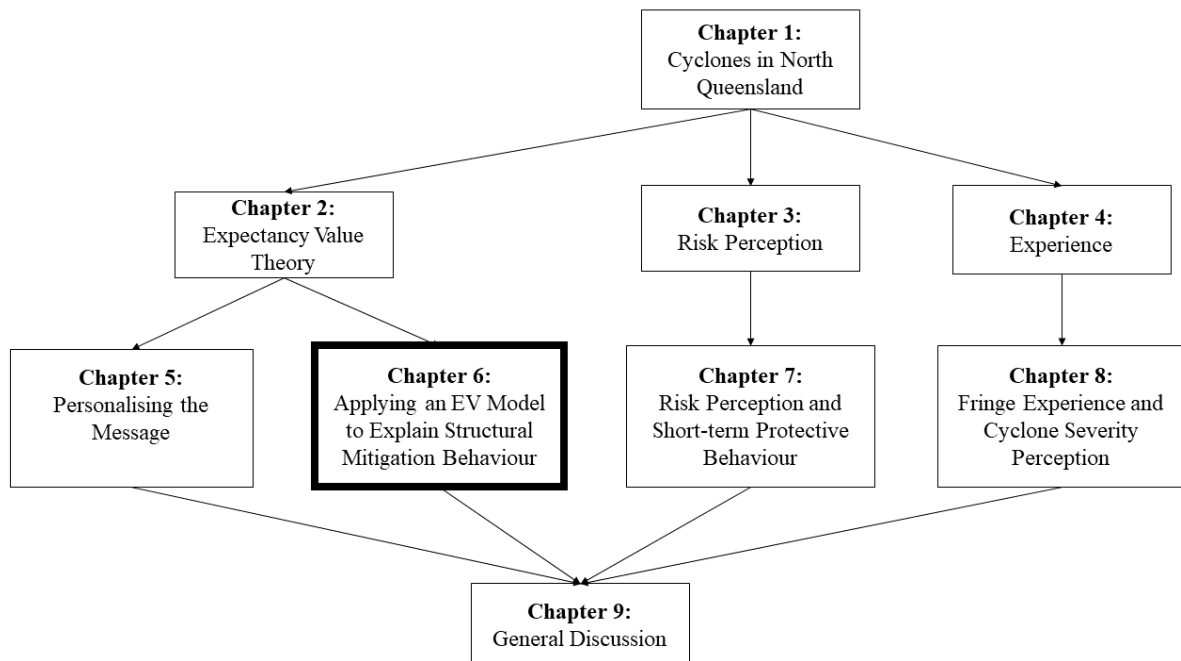 Chapter 1:
Cyclones in North
Queensland
Chapter 2:
Expectancy Value
Theory
Chapter 3:
Risk Perception
Chapter 4:
Experience
Chapter 5:
Personalising the
Message
Chapter 6:
Applying an EV Model
to Explain Structural
Mitigation Behaviour
Chapter 7:
Risk Perception and
Short-term Protective
Behaviour
Chapter 8:
Fringe Experience and
Cyclone Severity
Perception
Chapter 9:
General Discussion